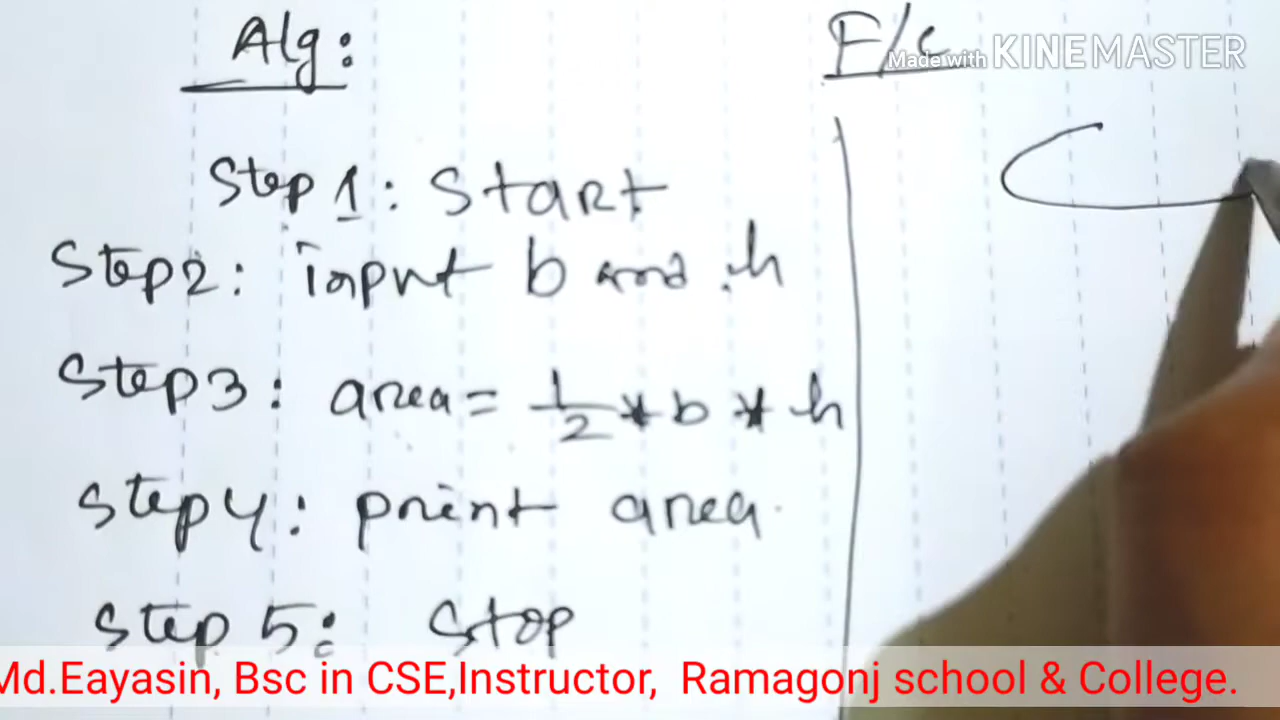 Alg:
F/c
Made with KINEMASTER
Step 1: Start
Step2: input b and h
Step3: area = 1/2 * b * h
Step4: print area.
Step 5: Stop
Md.Eayasin, Bsc in CSE,Instructor, Ramagonj school & College.